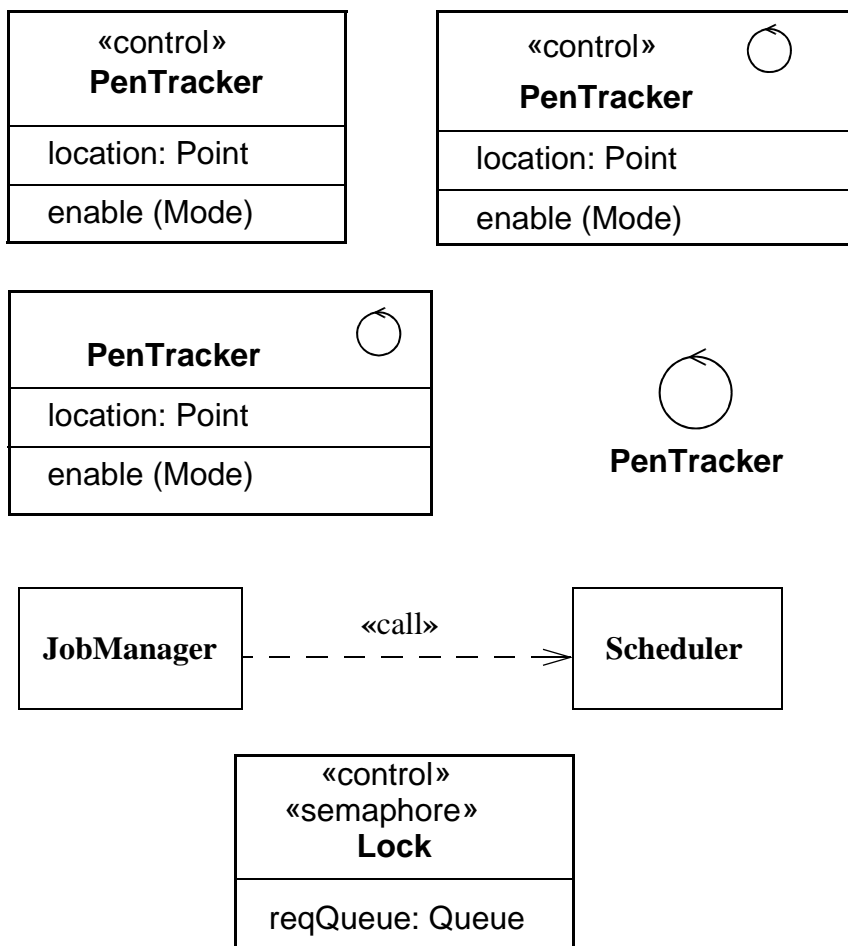 «control»
PenTracker
location: Point
enable (Mode)
«control»
PenTracker
location: Point
enable (Mode)
PenTracker
location: Point
enable (Mode)
PenTracker
JobManager
«call»
Scheduler
«control»
«semaphore»
Lock
reqQueue: Queue